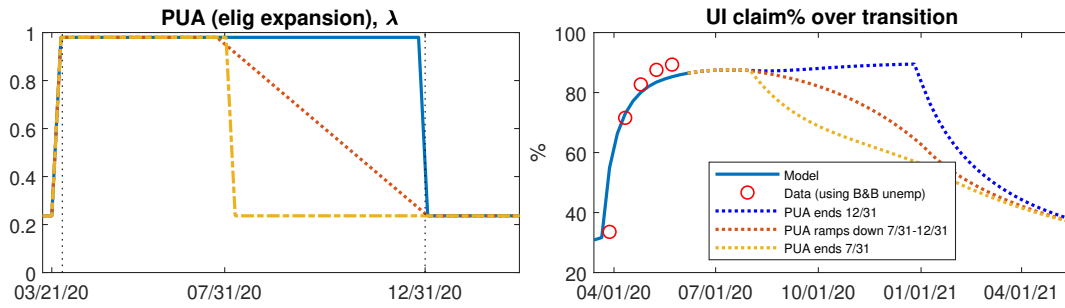 PUA (elig expansion), λ
1
0.8
0.6
0.4
0.2
0
03/21/20 07/31/20 12/31/20
UI claim% over transition
%
100
80
60
40
20
04/01/20 07/01/20 10/01/20 01/01/21 04/01/21
Model
Data (using B&B unemp)
PUA ends 12/31
PUA ramps down 7/31-12/31
PUA ends 7/31